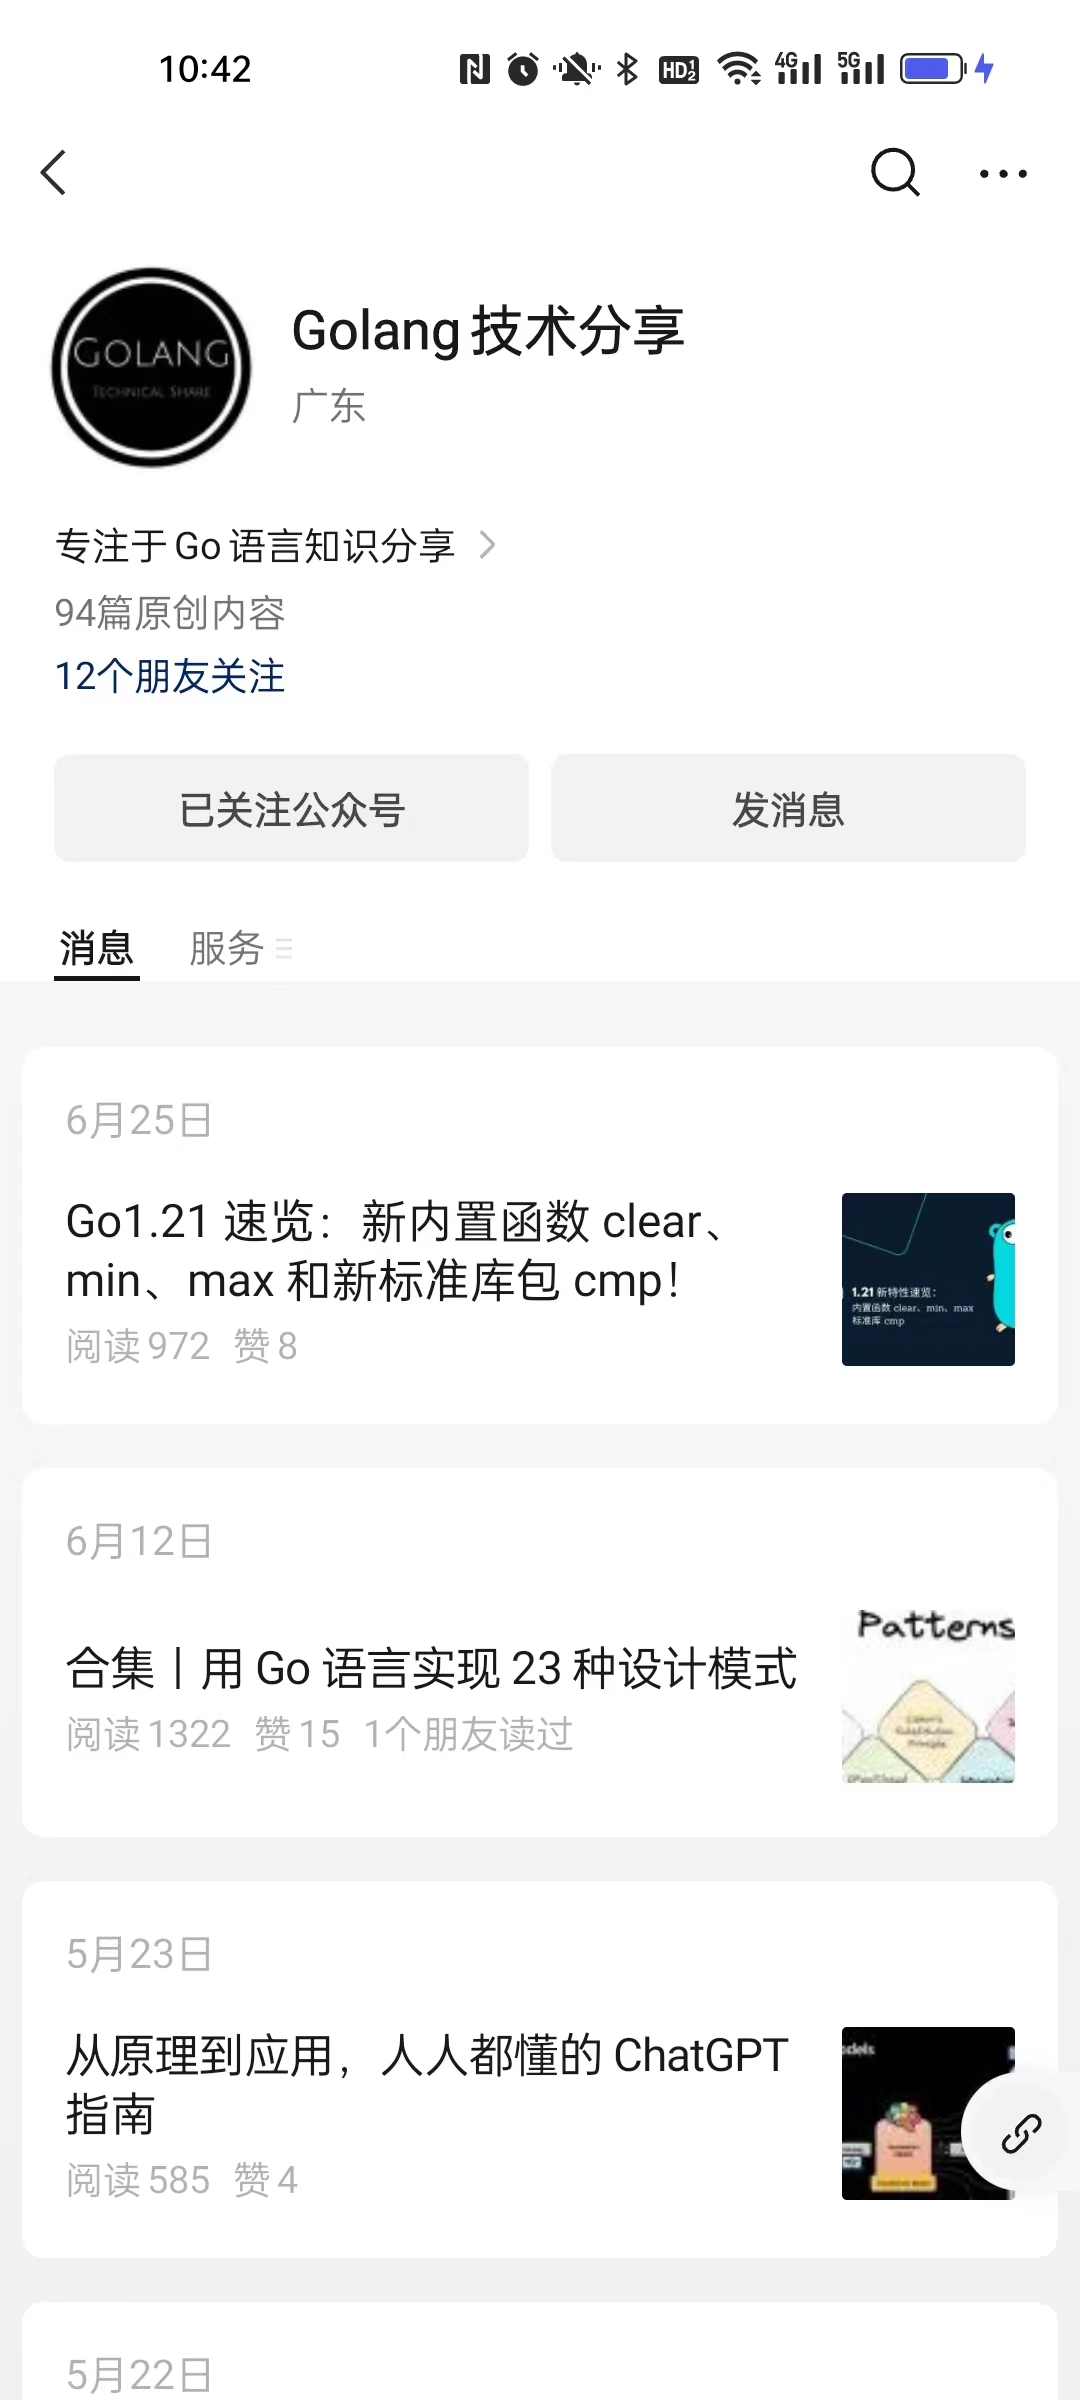 10:42
HD 1 2
4G
5G
GOLANG
TECHNICAL SHARE
Golang 技术分享
广东
专注于 Go 语言知识分享
94篇原创内容
12个朋友关注
已关注公众号
发消息
消息
服务
6月25日
Go1.21 速览：新内置函数 clear、
min、max 和新标准库包 cmp！
阅读 972 赞 8
1.21 新特性速览：
内置函数 clear、min、max
标准库 cmp
6月12日
合集丨用 Go 语言实现 23 种设计模式
阅读 1322 赞 15 1个朋友读过
Patterns
5月23日
从原理到应用，人人都懂的 ChatGPT
指南
阅读 585 赞 4
5月22日